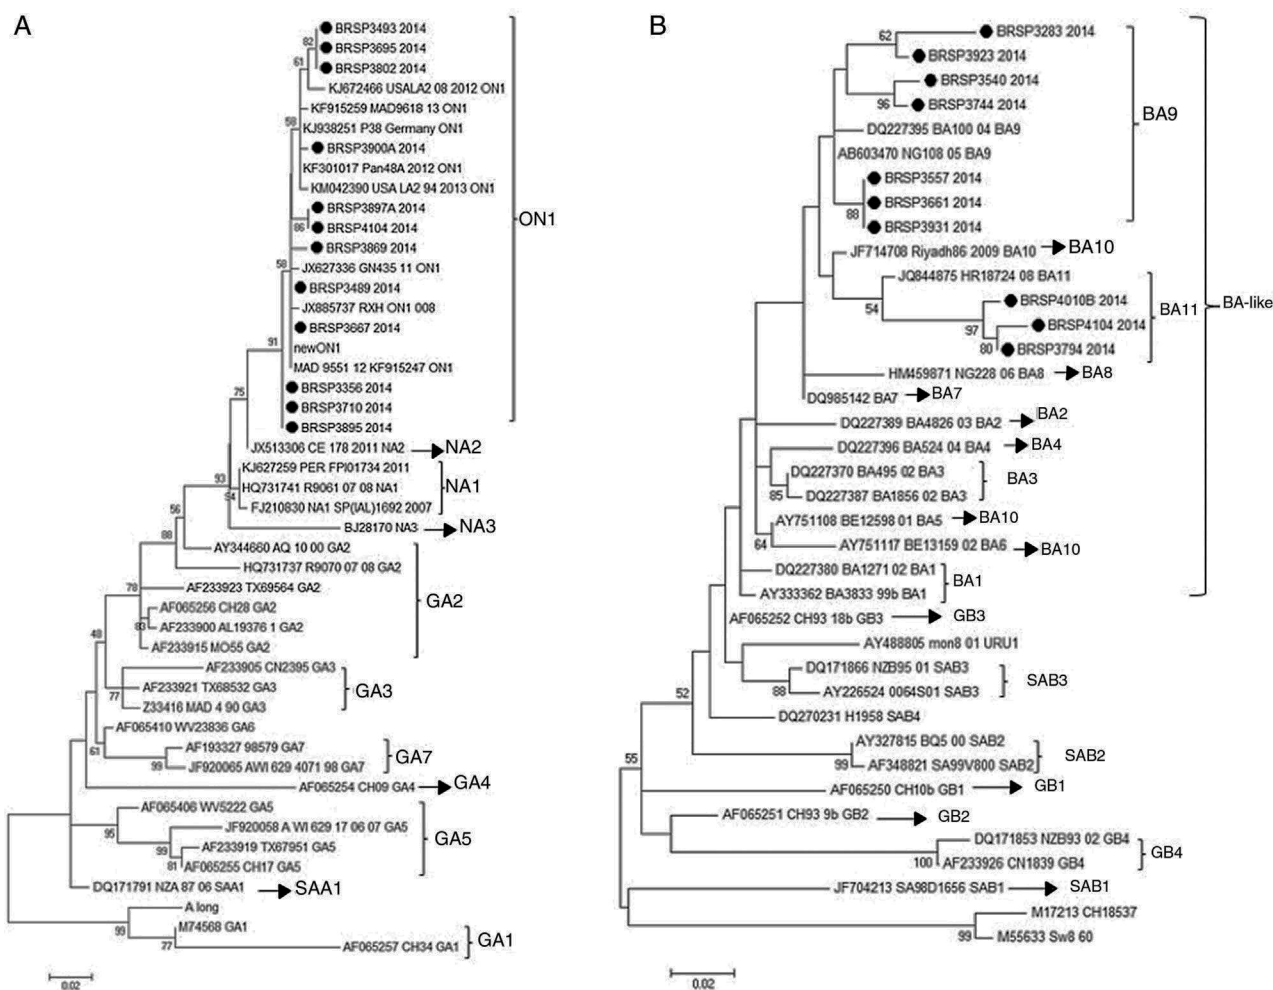 A
BRSP3493 2014
82
BRSP3695 2014
61
BRSP3802 2014
KJ672466 USALA2 08 2012 ON1
KF915259 MAD9618 13 ON1
59
KJ938251 P38 Germany ON1
BRSP3900A 2014
KF301017 Pan48A 2012 ON1
KM042390 USA LA2 94 2013 ON1
BRSP3897A 2014
86
BRSP4104 2014
ON1
BRSP3869 2014
58
JX627336 GN435 11 ON1
BRSP3489 2014
JX885737 RXH ON1 008
BRSP3667 2014
91
newON1
MAD 9551 12 KF915247 ON1
75
BRSP3356 2014
BRSP3710 2014
BRSP3895 2014
JX513306 CE 178 2011 NA2
NA2
KJ627259 PER FPI01734 2011
93
HQ731741 R9061 07 08 NA1
NA1
94
FJ210830 NA1 SP(IAL)1692 2007
56
BJ28170 NA3
NA3
88
AY344660 AQ 10 00 GA2
HQ731737 R9070 07 08 GA2
78
AF233923 TX69564 GA2
GA2
AF065256 CH28 GA2
83
AF233900 AL19376 1 GA2
48
AF233915 MO55 GA2
AF233905 CN2395 GA3
77
AF233921 TX68532 GA3
GA3
Z33416 MAD 4 90 GA3
AF065410 WV23836 GA6
61
AF193327 98579 GA7
GA7
99
JF920065 AWI 629 4071 98 GA7
AF065254 CH09 GA4
GA4
AF065406 WV5222 GA5
95
JF920058 A WI 629 17 06 07 GA5
GA5
99
AF233919 TX67951 GA5
81
AF065255 CH17 GA5
DQ171791 NZA 87 06 SAA1
SAA1
A long
99
M74568 GA1
77
AF065257 CH34 GA1
GA1
0.02
B
BRSP3283 2014
62
BRSP3923 2014
BRSP3540 2014
96
BRSP3744 2014
BA9
DQ227395 BA100 04 BA9
AB603470 NG108 05 BA9
BRSP3557 2014
BRSP3661 2014
88
BRSP3931 2014
JF714708 Riyadh86 2009 BA10
BA10
JQ844875 HR18724 08 BA11
54
BRSP4010B 2014
BA11
BA-like
97
BRSP4104 2014
80
BRSP3794 2014
HM459871 NG228 06 BA8
BA8
DQ985142 BA7
BA7
DQ227389 BA4826 03 BA2
BA2
DQ227396 BA524 04 BA4
BA4
DQ227370 BA495 02 BA3
BA3
85
DQ227387 BA1856 02 BA3
AY751108 BE12598 01 BA5
BA10
64
AY751117 BE13159 02 BA6
BA10
DQ227380 BA1271 02 BA1
BA1
AY333362 BA3833 99b BA1
AF065252 CH93 18b GB3
GB3
AY488805 mon8 01 URU1
DQ171866 NZB95 01 SAB3
SAB3
88
AY226524 0064S01 SAB3
52
DQ270231 H1958 SAB4
AY327815 BQ5 00 SAB2
SAB2
99
AF348821 SA99V800 SAB2
55
AF065250 CH10b GB1
GB1
AF065251 CH93 9b GB2
GB2
DQ171853 NZB93 02 GB4
GB4
100
AF233926 CN1839 GB4
JF704213 SA98D1656 SAB1
SAB1
M17213 CH18537
99
M55633 Sw8 60
0.02